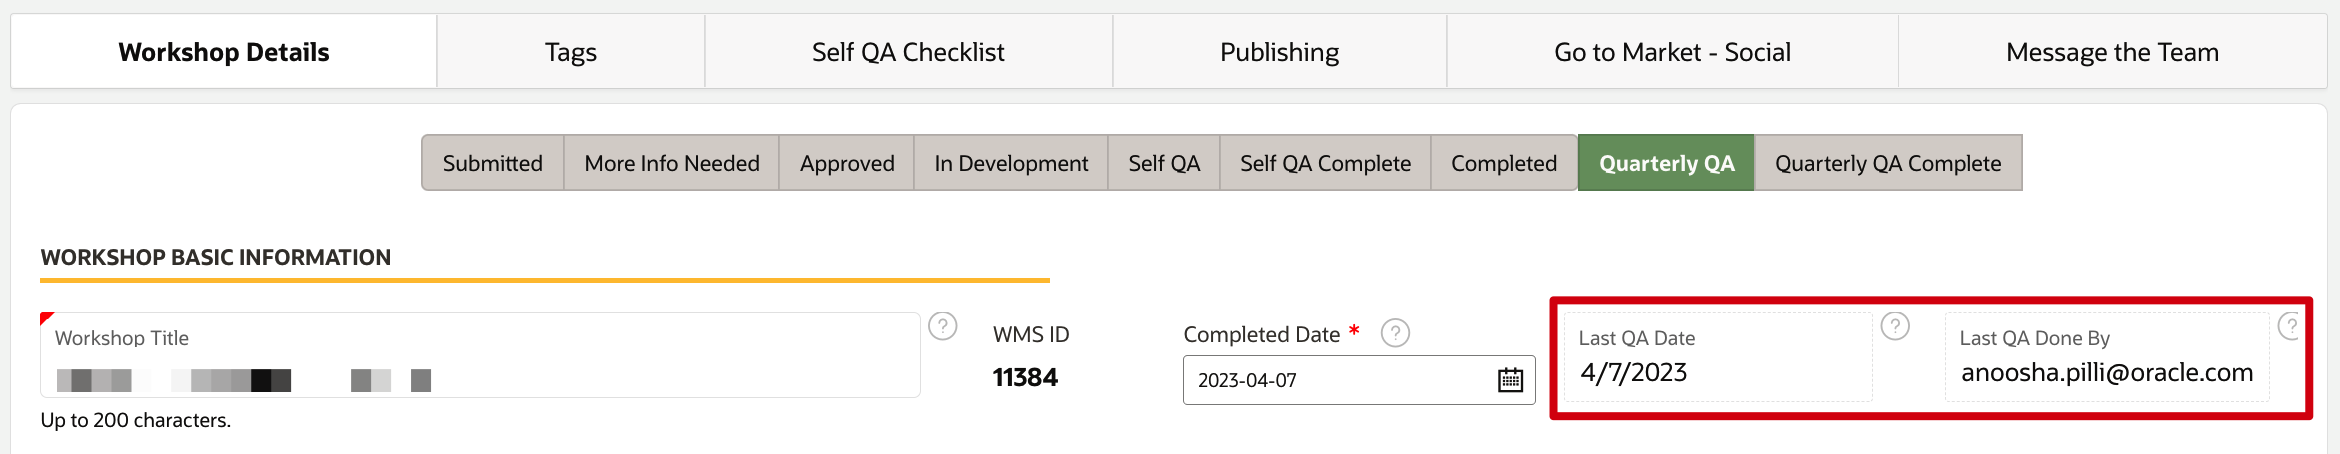 Workshop Details Tags Self QA Checklist Publishing Go to Market - Social Message the Team
Submitted More Info Needed Approved In Development Self QA Self QA Complete Completed Quarterly QA Quarterly QA Complete
WORKSHOP BASIC INFORMATION
Workshop Title ? WMS ID Completed Date * ? Last QA Date ? Last QA Done By ?
11384 2023-04-07 4/7/2023 anoosha.pilli@oracle.com
Up to 200 characters.